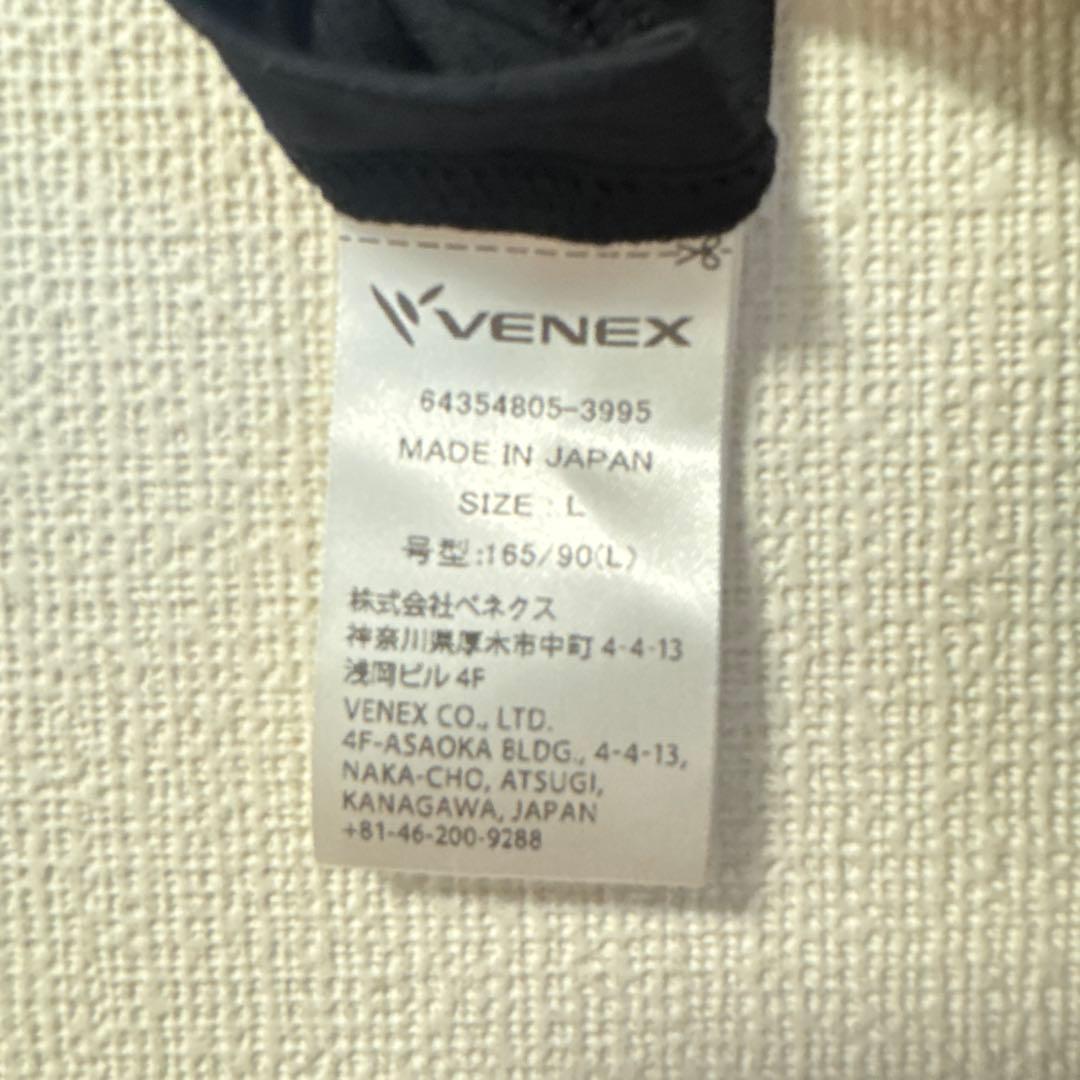 VENEX
64354805-3995
MADE IN JAPAN
SIZE : L
号型:165/90(L)
株式会社ベネクス
神奈川県厚木市中町 4-4-13
浅岡ビル 4F
VENEX CO., LTD.
4F-ASAOKA BLDG., 4-4-13,
NAKA-CHO, ATSUGI,
KANAGAWA, JAPAN
+81-46-200-9288